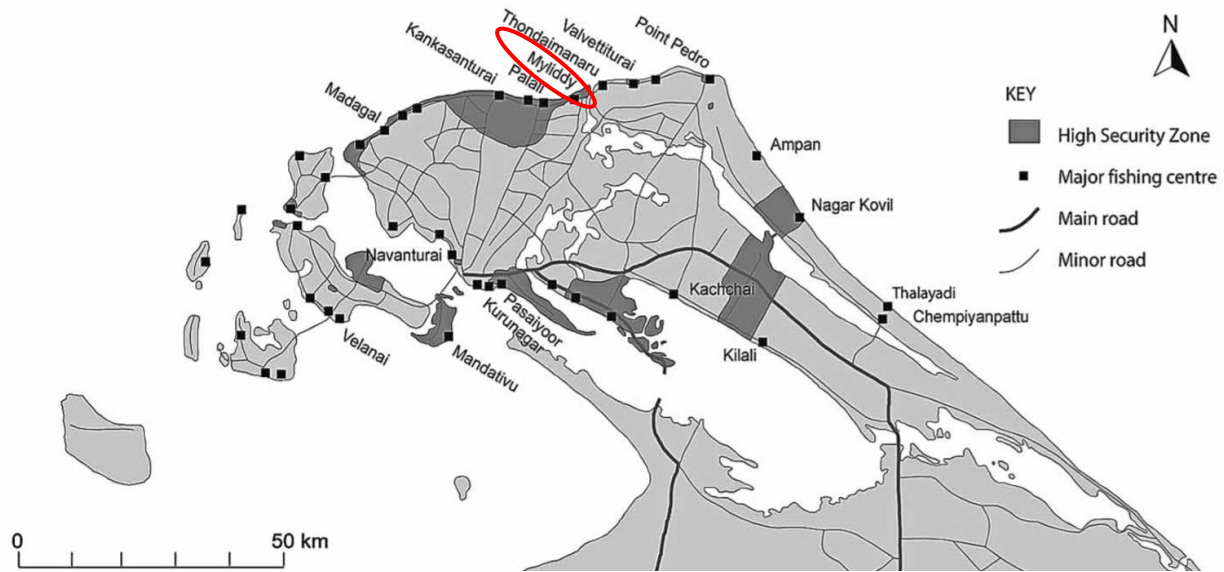 Thondaimanaru
Valvettiturai
Point Pedro
Kankasanturai
Myliddy
Palali
Madagal
N
KEY
High Security Zone
Major fishing centre
Main road
Minor road
Ampan
Nagar Kovil
Navanturai
Kachchai
Thalayadi
Chempiyanpattu
Pasaiyoor
Kurunagar
Velanai
Mandativu
Kilali
0
50 km